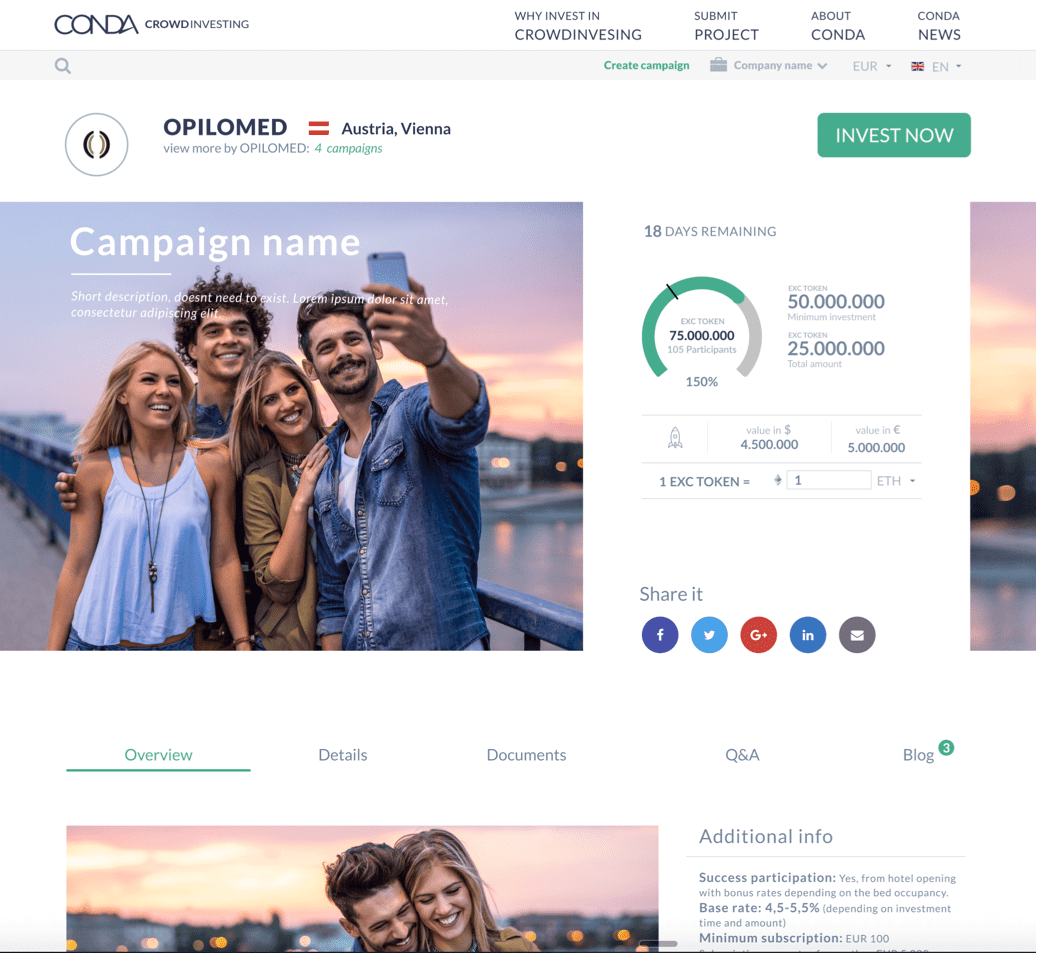 CONDA CROWDINVESTING
WHY INVEST IN
CROWDINVESING
SUBMIT
PROJECT
ABOUT
CONDA
CONDA
NEWS
Create campaign
Company name
EUR
EN
OPILOMED
Austria, Vienna
view more by OPILOMED: 4 campaigns
INVEST NOW
Campaign name
Short description, doesnt need to exist. Lorem ipsum dolor sit amet,
consectetur adipiscing elit.
18 DAYS REMAINING
EXC TOKEN
75.000.000
105 Participants
150%
EXC TOKEN
50.000.000
Minimum investment
EXC TOKEN
25.000.000
Total amount
value in $
4.500.000
value in €
5.000.000
1 EXC TOKEN =
1
ETH
Share it
Overview
Details
Documents
Q&A
Blog 3
Additional info
Success participation: Yes, from hotel opening
with bonus rates depending on the bed occupancy.
Base rate: 4,5-5,5% (depending on investment
time and amount)
Minimum subscription: EUR 100